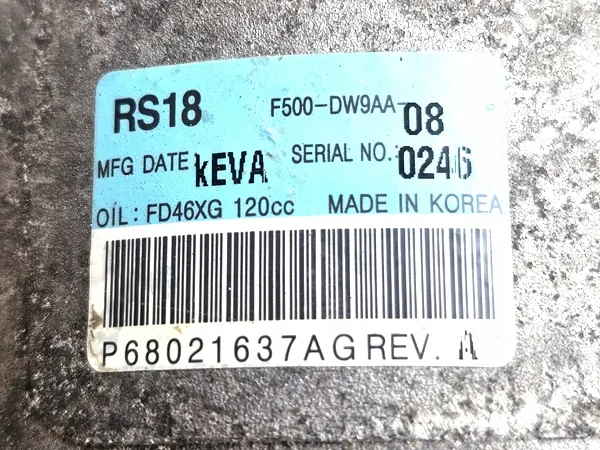 RS18 F500-DW9AA-08
MFG DATE kEVA SERIAL NO.: 0246
OIL: FD46XG 120cc MADE IN KOREA
P68021637AG REV. A